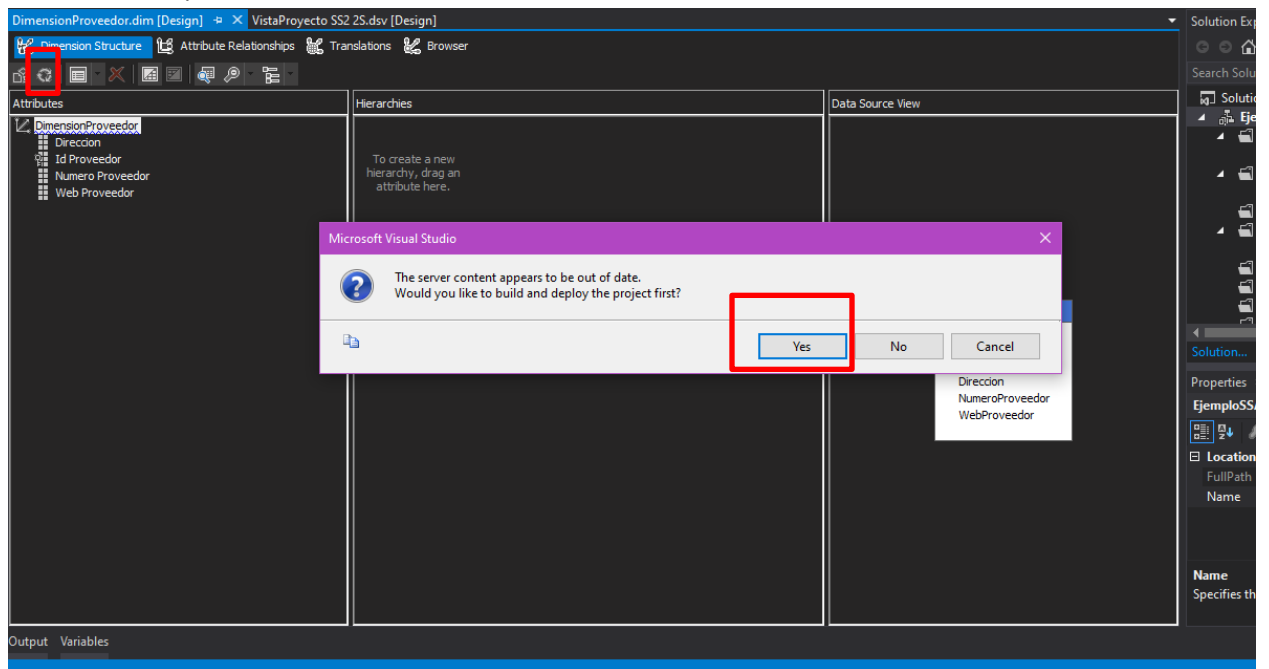 DimensionProveedor.dim [Design] VistaProyecto SS2 2S.dsv [Design]
Dimension Structure Attribute Relationships Translations Browser
Attributes
DimensionProveedor
Direccion
Id Proveedor
Numero Proveedor
Web Proveedor
Hierarchies
To create a new
hierarchy, drag an
attribute here.
Data Source View
Microsoft Visual Studio
The server content appears to be out of date.
Would you like to build and deploy the project first?
Yes No Cancel
Direccion
NumeroProveedor
WebProveedor
Solution Exp
Search Solu
Solutio
Eje
Solution...
Properties
EjemploSSA
Location
FullPath
Name
Name
Specifies th
Output Variables